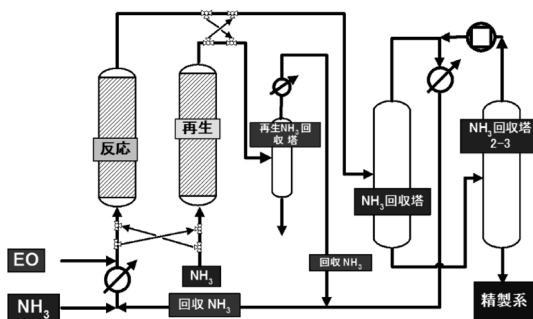 反応
再生
再生NH₃回
収 塔
NH₃回収塔
NH₃回収塔
2-3
EO
NH₃
NH₃
回収 NH₃
回収 NH₃
精製系